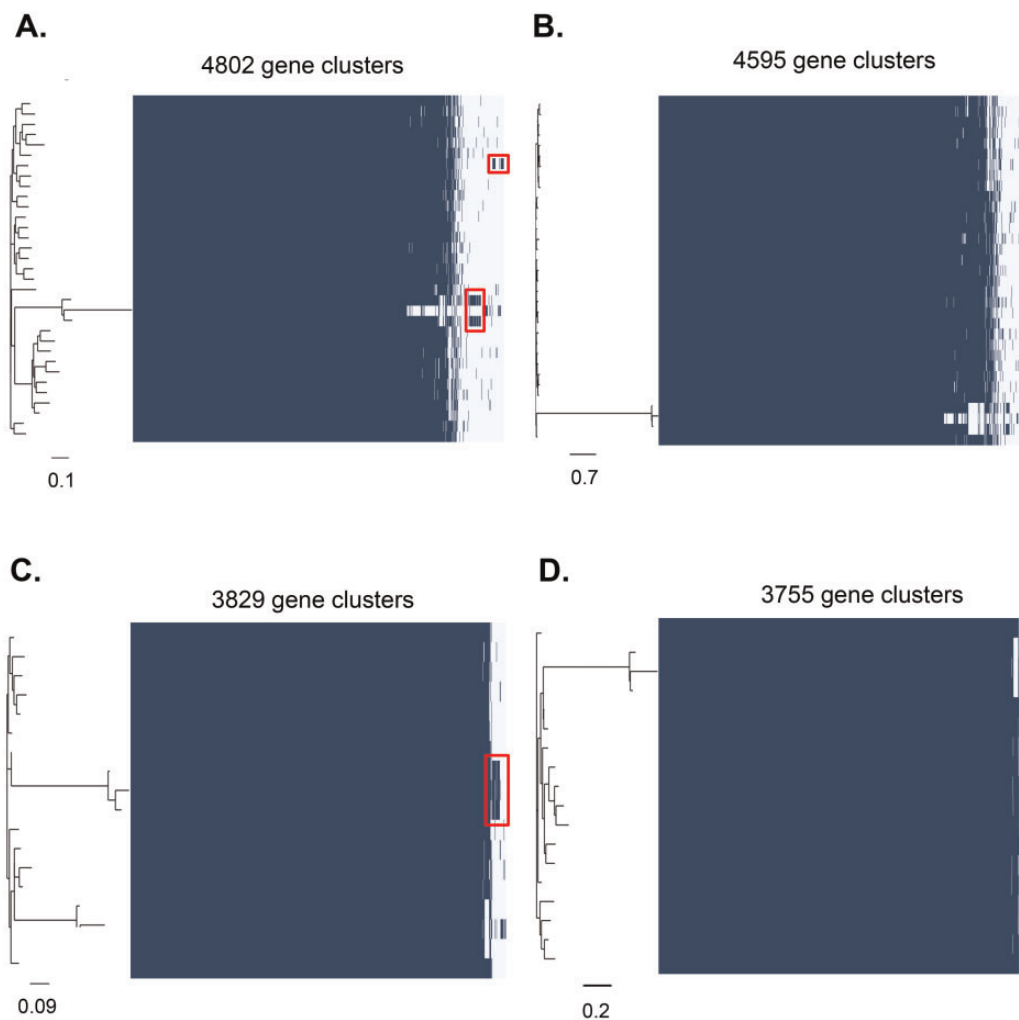 A.
4802 gene clusters
0.1
B.
4595 gene clusters
0.7
C.
3829 gene clusters
0.09
D.
3755 gene clusters
0.2